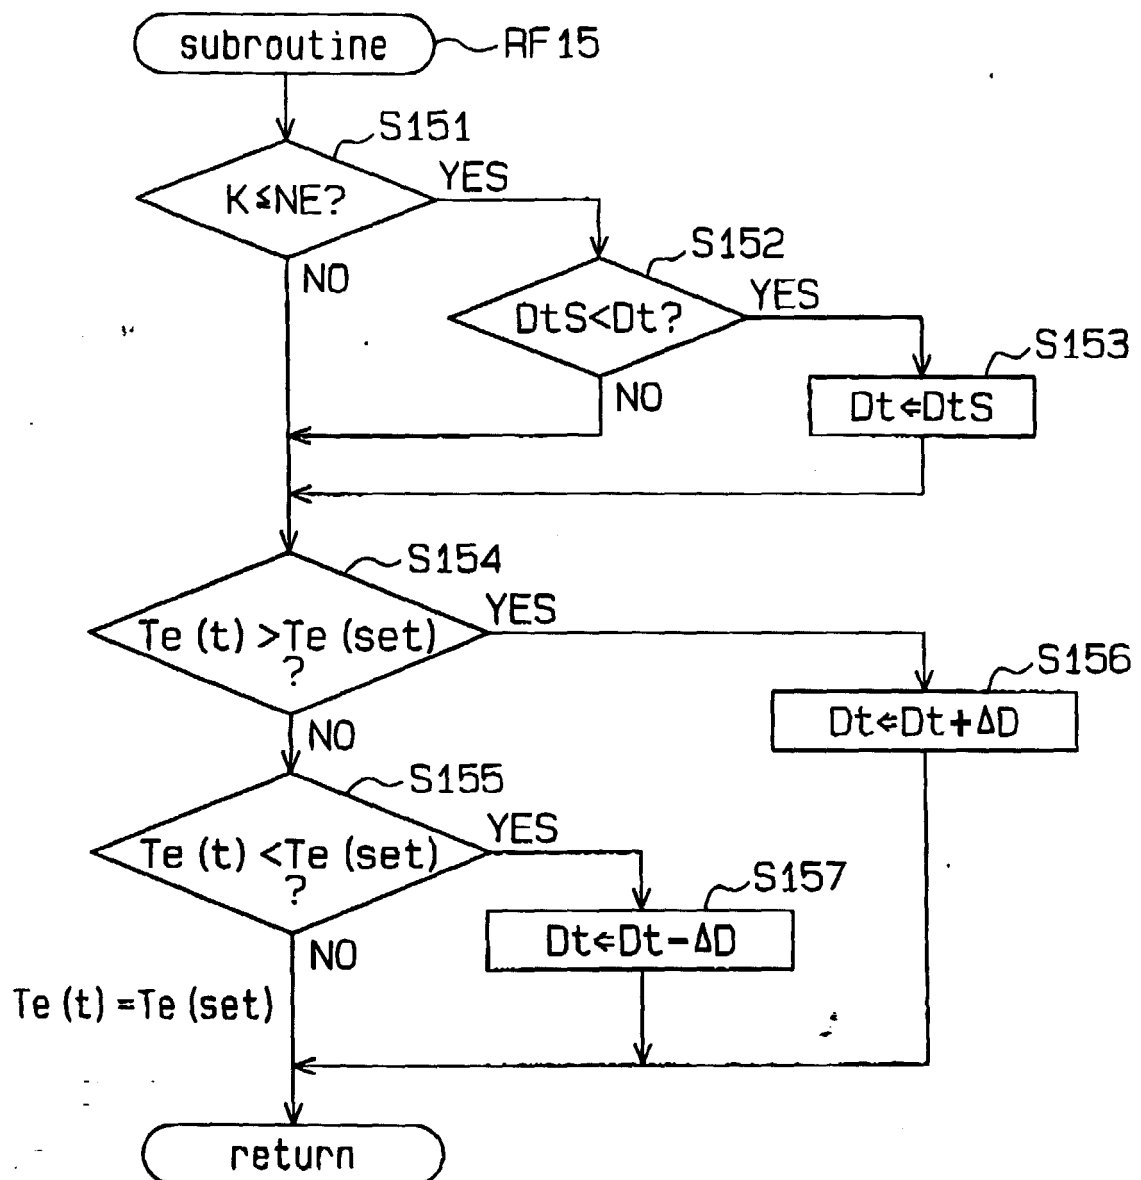 subroutine
RF15
S151
K≦NE?
YES
NO
S152
DtS<Dt?
YES
NO
S153
Dt⇐DtS
S154
Te(t)>Te(set)
?
YES
NO
S156
Dt⇐Dt+ΔD
S155
Te(t)<Te(set)
?
YES
NO
S157
Dt⇐Dt-ΔD
Te(t)=Te(set)
return